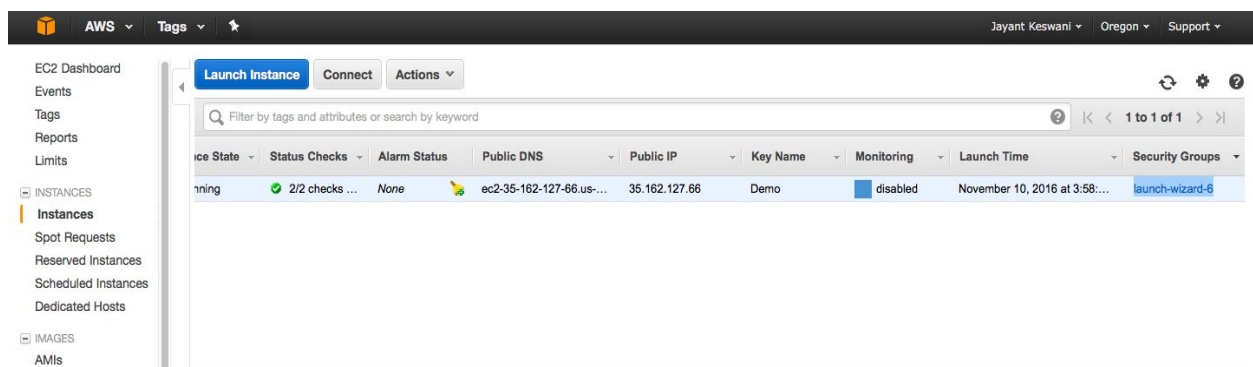 AWS Tags Jayant Keswani Oregon Support
EC2 Dashboard
Events
Tags
Reports
Limits
INSTANCES
Instances
Spot Requests
Reserved Instances
Scheduled Instances
Dedicated Hosts
IMAGES
AMIs
Launch Instance Connect Actions
Filter by tags and attributes or search by keyword 1 to 1 of 1
ice State Status Checks Alarm Status Public DNS Public IP Key Name Monitoring Launch Time Security Groups
nning 2/2 checks ... None ec2-35-162-127-66.us-... 35.162.127.66 Demo disabled November 10, 2016 at 3:58:... launch-wizard-6